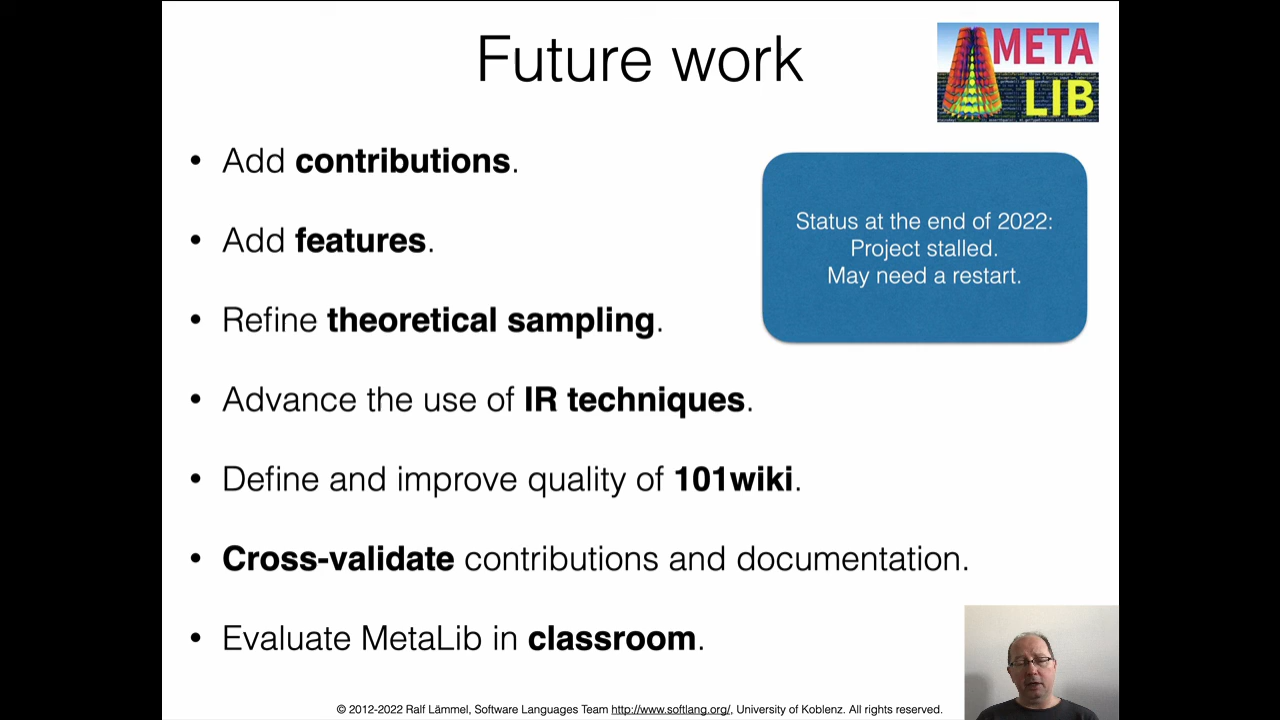 Future work
META
LIB
• Add contributions.
• Add features.
• Refine theoretical sampling.
• Advance the use of IR techniques.
• Define and improve quality of 101wiki.
• Cross-validate contributions and documentation.
• Evaluate MetaLib in classroom.
Status at the end of 2022:
Project stalled.
May need a restart.
© 2012-2022 Ralf Lämmel, Software Languages Team http://www.softlang.org/, University of Koblenz. All rights reserved.